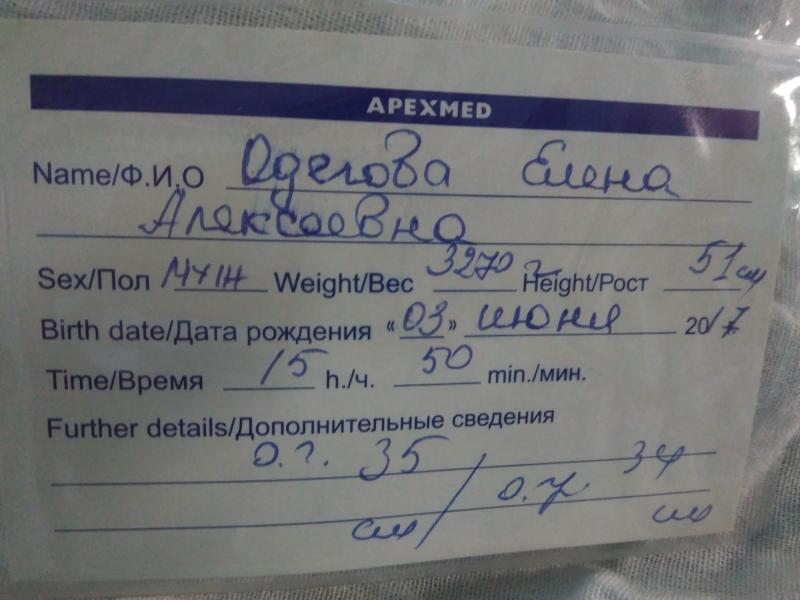 APEXMED
Name/Ф.И.О Одегова Елена
Александровна
Sex/Пол муж Weight/Вес 3270 г Height/Рост 51 см
Birth date/Дата рождения «03» июня 2017
Time/Время 15 h./ч. 50 min./мин.
Further details/Дополнительные сведения
о.г. 35 34
см / о.г. см